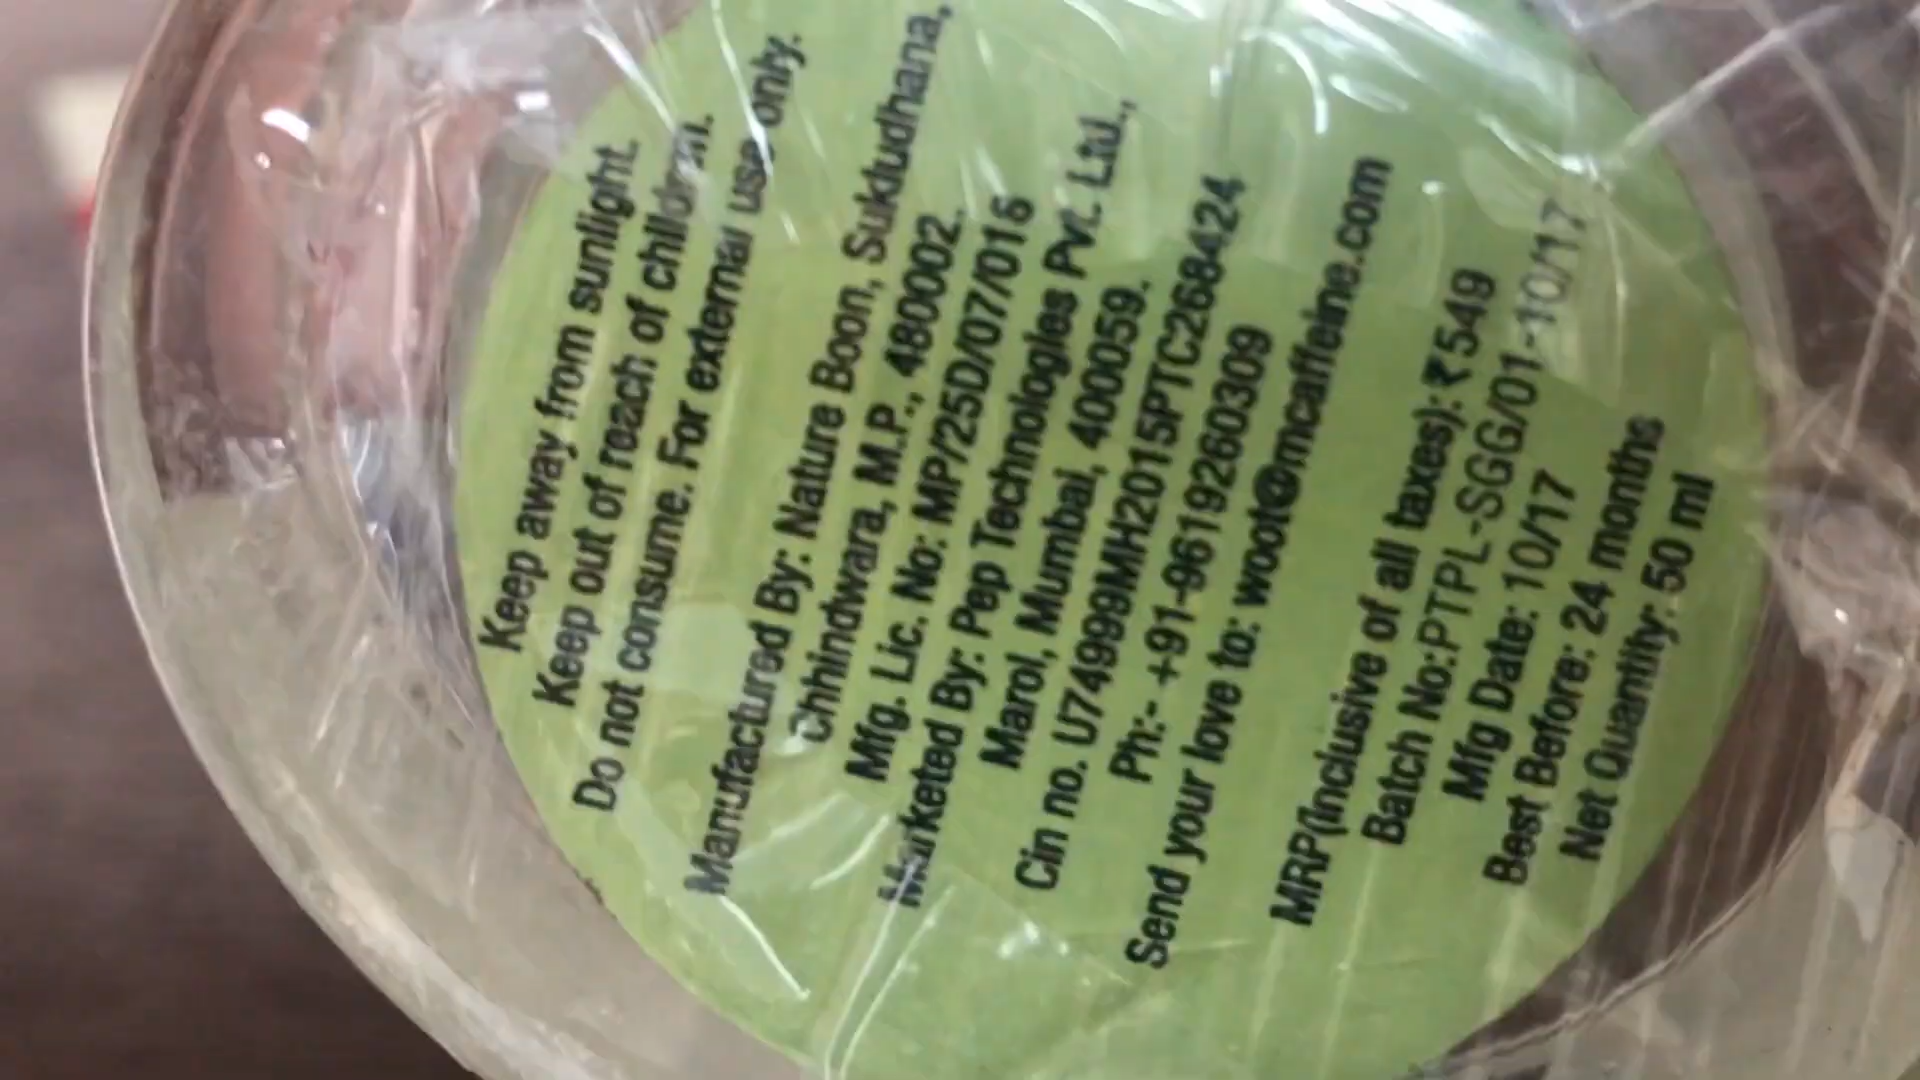 Keep away from sunlight.
Keep out of reach of children.
Do not consume. For external use only.
Manufactured By: Nature Boon, Sukludhana,
Chhindwara, M.P., 480002.
Mfg. Lic. No: MP/25D/07/016
Marketed By: Pep Technologies Pvt. Ltd.,
Marol, Mumbai, 400059.
Cin no. U74999MH2015PTC268424
Ph:- +91-9619260309
Send your love to: woot@mcaffeine.com
MRP(Inclusive of all taxes): ₹549
Batch No:PTPL-SGG/01-10/17
Mfg Date: 10/17
Best Before: 24 months
Net Quantity: 50 ml